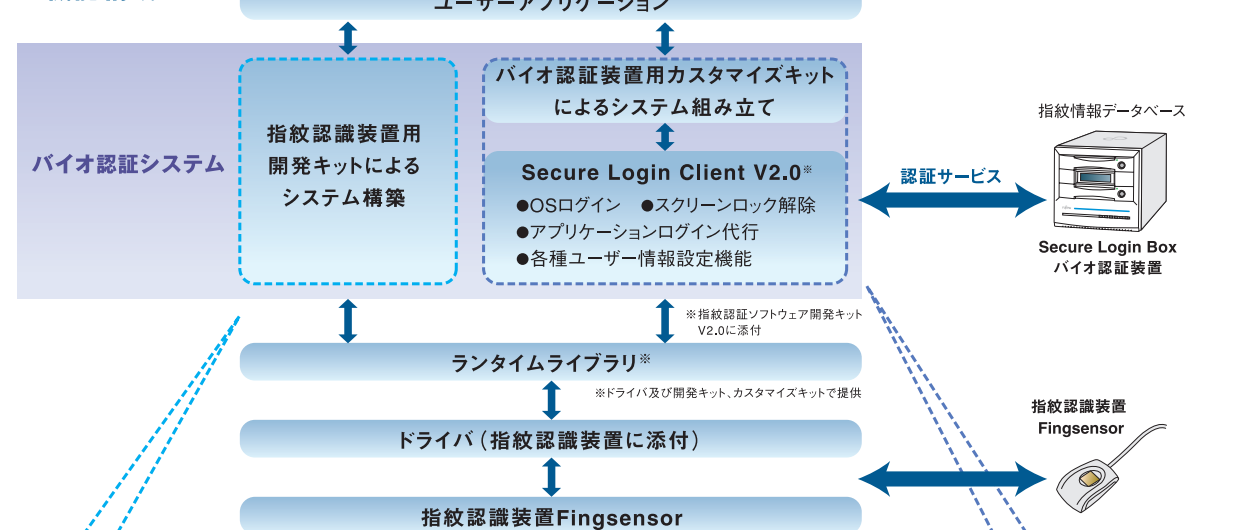 ユーザーアプリケーション
バイオ認証システム
指紋認識装置用
開発キットによる
システム構築
バイオ認証装置用カスタマイズキット
によるシステム組み立て
Secure Login Client V2.0※
●OSログイン ●スクリーンロック解除
●アプリケーションログイン代行
●各種ユーザー情報設定機能
認証サービス
指紋情報データベース
Secure Login Box
バイオ認証装置
※指紋認証ソフトウェア開発キット
V2.0に添付
ランタイムライブラリ※
※ドライバ及び開発キット、カスタマイズキットで提供
ドライバ（指紋認識装置に添付）
指紋認識装置
Fingsensor
指紋認識装置Fingsensor